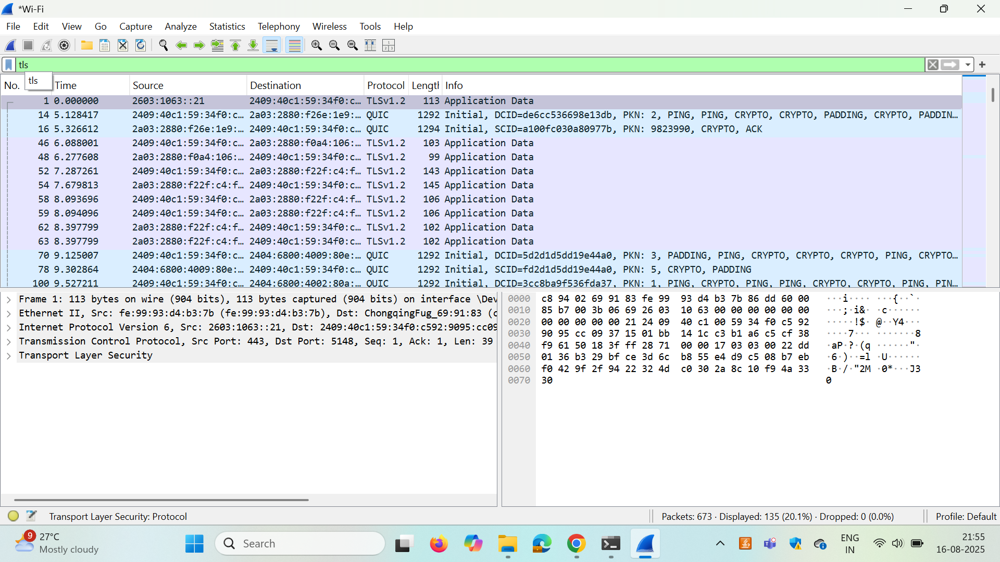 *Wi-Fi
File Edit View Go Capture Analyze Statistics Telephony Wireless Tools Help
tls
tls
No. Time Source Destination Protocol Length Info
1 0.000000 2603:1063::21 2409:40c1:59:34f0:c… TLSv1.2 113 Application Data
14 5.128417 2409:40c1:59:34f0:c… 2a03:2880:f26e:1e9:… QUIC 1292 Initial, DCID=de6cc536698e13db, PKN: 2, PING, PING, CRYPTO, CRYPTO, PADDING, CRYPTO, PADDIN…
16 5.326612 2a03:2880:f26e:1e9:… 2409:40c1:59:34f0:c… QUIC 1294 Initial, SCID=a100fc030a80977b, PKN: 9823990, CRYPTO, ACK
46 6.088001 2409:40c1:59:34f0:c… 2a03:2880:f0a4:106:… TLSv1.2 103 Application Data
48 6.277608 2a03:2880:f0a4:106:… 2409:40c1:59:34f0:c… TLSv1.2 99 Application Data
52 7.287261 2409:40c1:59:34f0:c… 2a03:2880:f22f:c4:f… TLSv1.2 143 Application Data
54 7.679813 2a03:2880:f22f:c4:f… 2409:40c1:59:34f0:c… TLSv1.2 145 Application Data
58 8.093696 2409:40c1:59:34f0:c… 2a03:2880:f22f:c4:f… TLSv1.2 106 Application Data
59 8.094096 2409:40c1:59:34f0:c… 2a03:2880:f22f:c4:f… TLSv1.2 106 Application Data
62 8.397799 2a03:2880:f22f:c4:f… 2409:40c1:59:34f0:c… TLSv1.2 102 Application Data
63 8.397799 2a03:2880:f22f:c4:f… 2409:40c1:59:34f0:c… TLSv1.2 102 Application Data
70 9.125007 2409:40c1:59:34f0:c… 2404:6800:4009:80e:… QUIC 1292 Initial, DCID=5d2d1d5dd19e44a0, PKN: 3, PADDING, PING, CRYPTO, CRYPTO, CRYPTO, PING, CRYPTO…
78 9.302864 2404:6800:4009:80e:… 2409:40c1:59:34f0:c… QUIC 1292 Initial, SCID=fd2d1d5dd19e44a0, PKN: 5, CRYPTO, PADDING
100 9.527211 2409:40c1:59:34f0:c… 2404:6800:4002:80a:… QUIC 1292 Initial, DCID=3cc8ba9f536fda37, PKN: 1, PING, CRYPTO, PING, PING, CRYPTO, CRYPTO, PING, PIN…
Frame 1: 113 bytes on wire (904 bits), 113 bytes captured (904 bits) on interface \Dev
Ethernet II, Src: fe:99:93:d4:b3:7b (fe:99:93:d4:b3:7b), Dst: ChongqingFug_69:91:83 (c
Internet Protocol Version 6, Src: 2603:1063::21, Dst: 2409:40c1:59:34f0:c592:9095:cc09
Transmission Control Protocol, Src Port: 443, Dst Port: 5148, Seq: 1, Ack: 1, Len: 39
Transport Layer Security
0000 c8 94 02 69 91 83 fe 99 93 d4 b3 7b 86 dd 60 00 ···i···· ···{··`·
0010 85 b7 00 3b 06 69 26 03 10 63 00 00 00 00 00 00 ···;·i&· ·c······
0020 00 00 00 00 00 21 24 09 40 c1 00 59 34 f0 c5 92 ·····!$· @··Y4···
0030 90 95 cc 09 37 15 01 bb 14 1c c3 b1 a6 c5 cf 38 ····7··· ·······8
0040 f9 61 50 18 3f ff 28 71 00 00 17 03 03 00 22 dd ·aP·?·(q ······"·
0050 01 36 b3 29 bf ce 3d 6c b8 55 e4 d9 c5 08 b7 eb ·6·)··=l ·U······
0060 f0 42 9f 2f 94 22 32 4d c0 30 2a 8c 10 f9 4a 33 ·B·/·"2M ·0*···J3
0070 30 0
Transport Layer Security: Protocol Packets: 673 · Displayed: 135 (20.1%) · Dropped: 0 (0.0%) Profile: Default
9
27°C
Mostly cloudy
Search
ENG
IN
21:55
16-08-2025